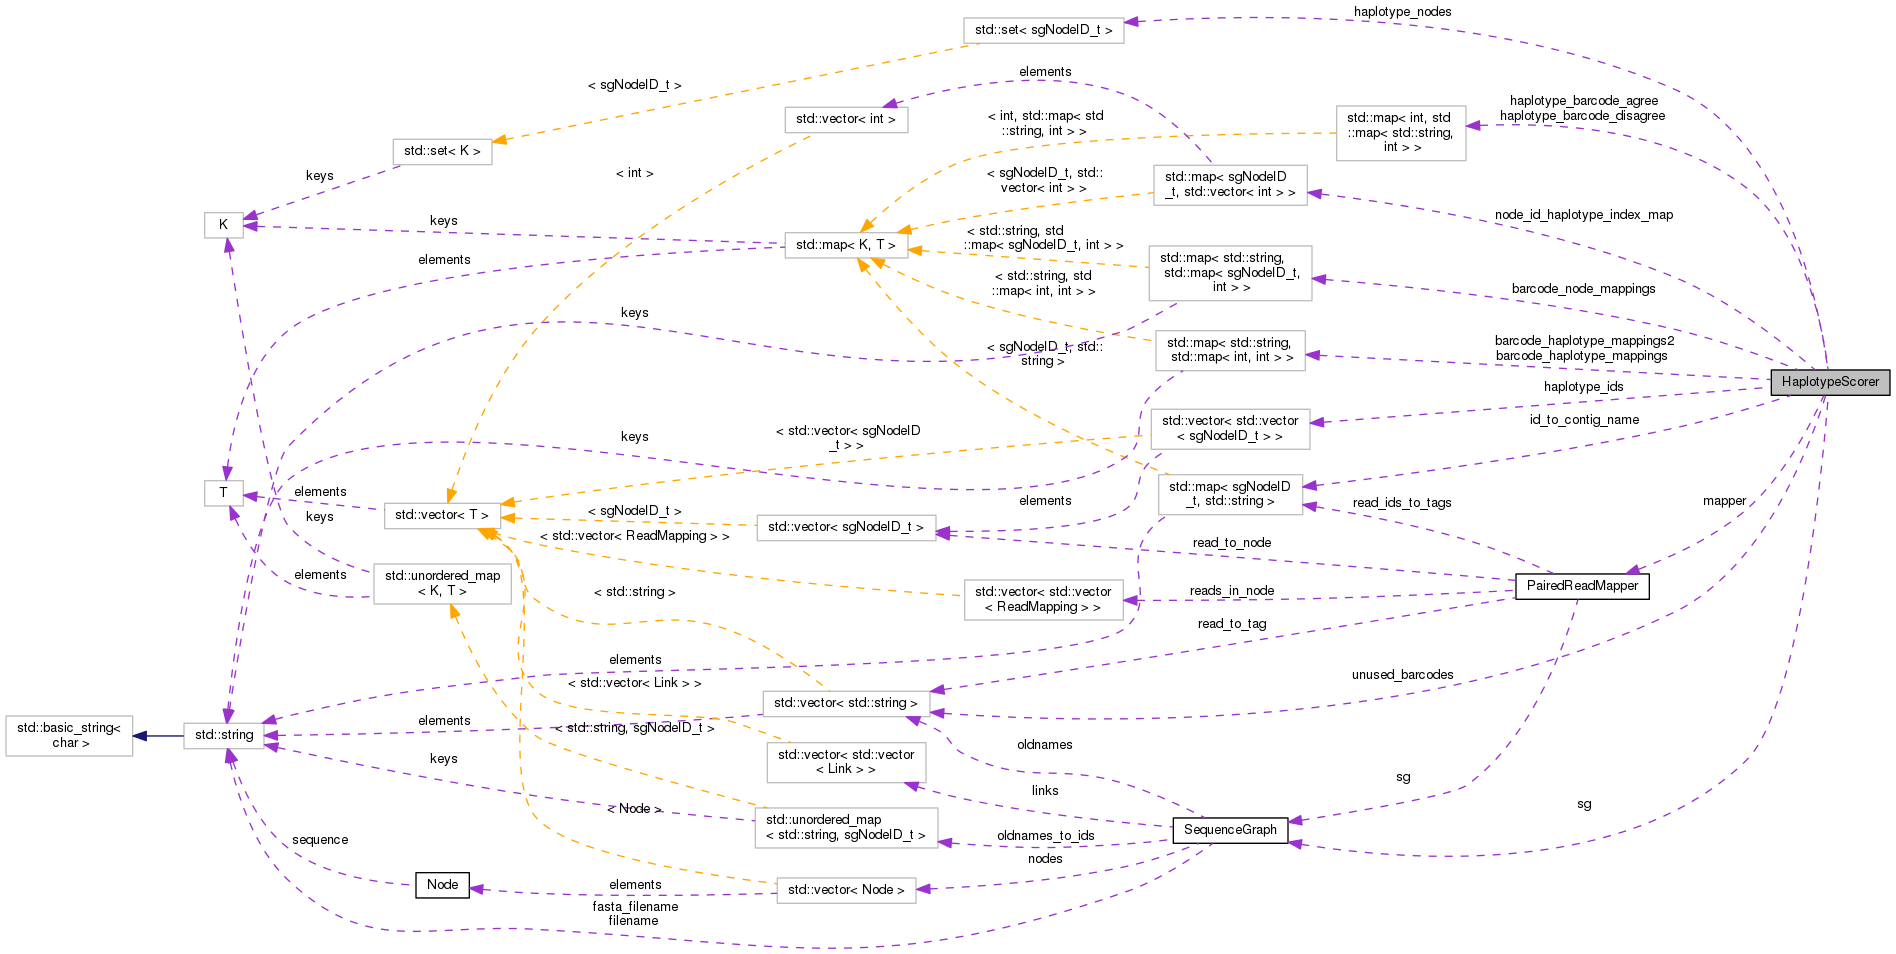 haplotype_nodes
std::set< sgNodeID_t >
elements
< sgNodeID_t >
haplotype_barcode_agree
haplotype_barcode_disagree
std::vector< int >
< int, std::map< std
::string, int > >
std::map< int, std
::map< std::string,
int > >
std::set< K >
keys
< int >
< sgNodeID_t, std::
vector< int > >
std::map< sgNodeID
_t, std::vector< int > >
node_id_haplotype_index_map
K
keys
std::map< K, T >
< std::string, std
::map< sgNodeID_t, int > >
elements
std::map< std::string,
std::map< sgNodeID_t,
int > >
barcode_node_mappings
< std::string, std
::map< int, int > >
keys
< sgNodeID_t, std::
string >
std::map< std::string,
std::map< int, int > >
barcode_haplotype_mappings2
barcode_haplotype_mappings
HaplotypeScorer
haplotype_ids
std::vector< std::vector
< sgNodeID_t > >
id_to_contig_name
< std::vector< sgNodeID
_t > >
keys
T
elements
keys
std::vector< T >
< sgNodeID_t >
std::vector< sgNodeID_t >
elements
std::map< sgNodeID
_t, std::string >
read_ids_to_tags
mapper
< std::vector< ReadMapping > >
read_to_node
elements
std::unordered_map
< K, T >
< std::string >
std::vector< std::vector
< ReadMapping > >
reads_in_node
PairedReadMapper
read_to_tag
elements
< std::vector< Link > >
unused_barcodes
std::vector< std::string >
std::basic_string<
char >
std::string
elements
< std::string, sgNodeID_t >
oldnames
keys
std::vector< std::vector
< Link > >
links
sg
sg
< Node >
std::unordered_map
< std::string, sgNodeID_t >
oldnames_to_ids
SequenceGraph
sequence
nodes
Node
elements
std::vector< Node >
fasta_filename
filename